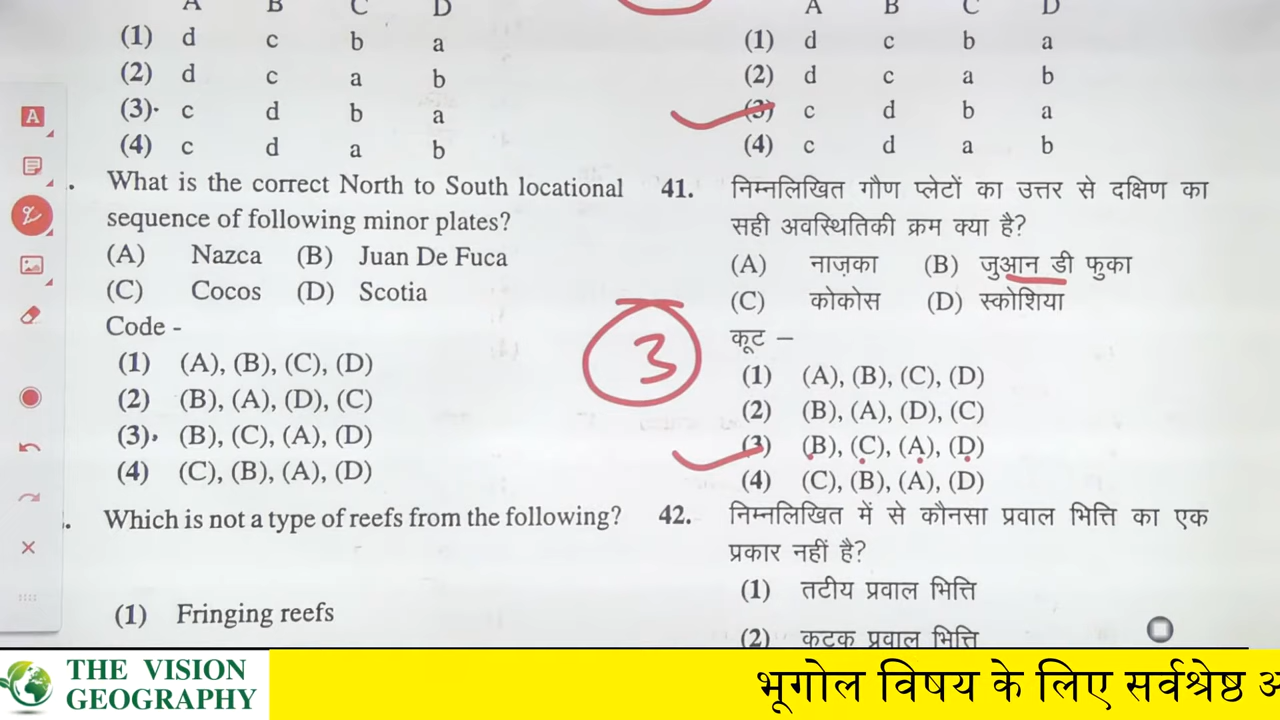 A B C D
(1) d c b a
(2) d c a b
(3) c d b a
(4) c d a b
. What is the correct North to South locational
sequence of following minor plates?
(A) Nazca (B) Juan De Fuca
(C) Cocos (D) Scotia
Code -
(1) (A), (B), (C), (D)
(2) (B), (A), (D), (C)
(3) (B), (C), (A), (D)
(4) (C), (B), (A), (D)
. Which is not a type of reefs from the following?
(1) Fringing reefs
3
A B C D
(1) d c b a
(2) d c a b
(3) c d b a
(4) c d a b
41. निम्नलिखित गौण प्लेटों का उत्तर से दक्षिण का
सही अवस्थितिकी क्रम क्या है?
(A) नाज़का (B) जुआन डी फुका
(C) कोकोस (D) स्कोशिया
कूट –
(1) (A), (B), (C), (D)
(2) (B), (A), (D), (C)
(3) (B), (C), (A), (D)
(4) (C), (B), (A), (D)
42. निम्नलिखित में से कौनसा प्रवाल भित्ति का एक
प्रकार नहीं है?
(1) तटीय प्रवाल भित्ति
(2) कटक प्रवाल भित्ति
A
THE VISION
GEOGRAPHY
भूगोल विषय के लिए सर्वश्रेष्ठ